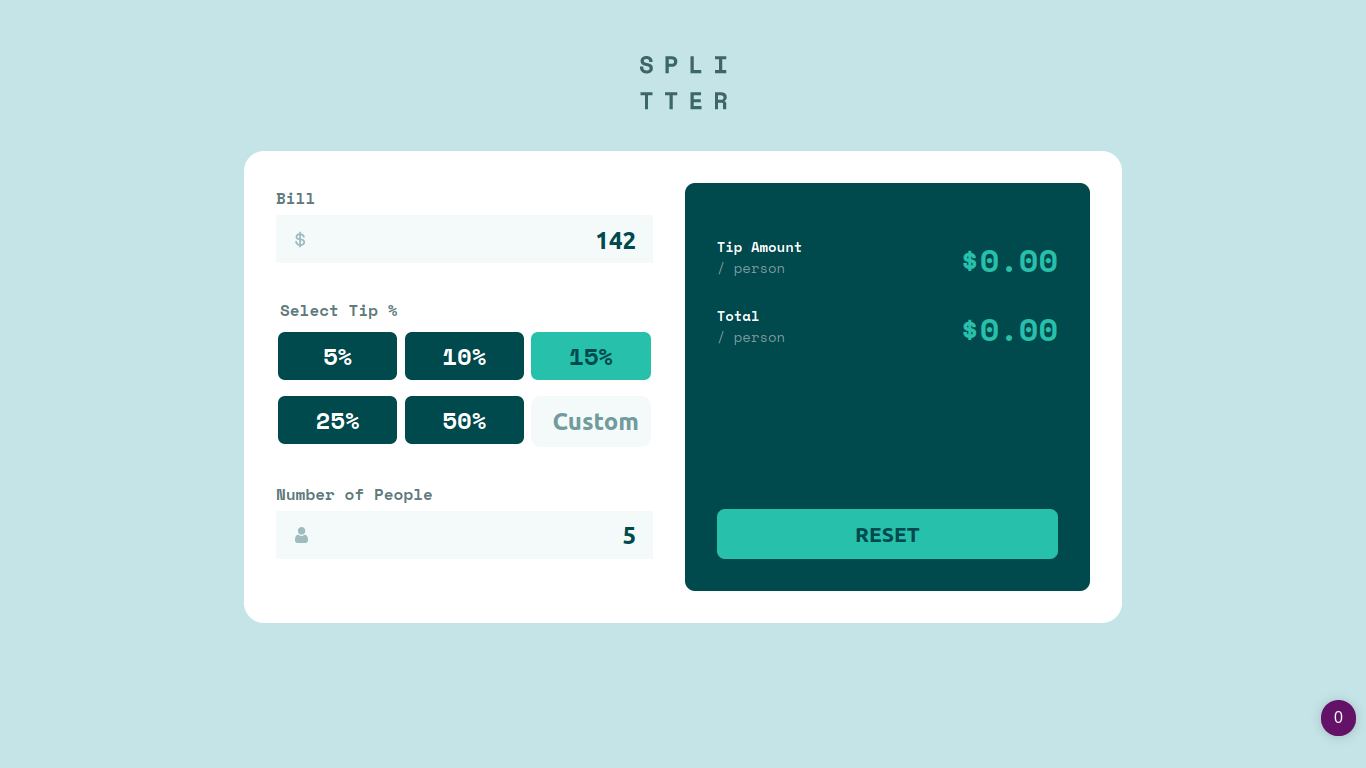 SPLI
TTER
Bill
$ 142
Select Tip %
5% 10% 15%
25% 50% Custom
Number of People
5
Tip Amount
/ person
$0.00
Total
/ person
$0.00
RESET
0